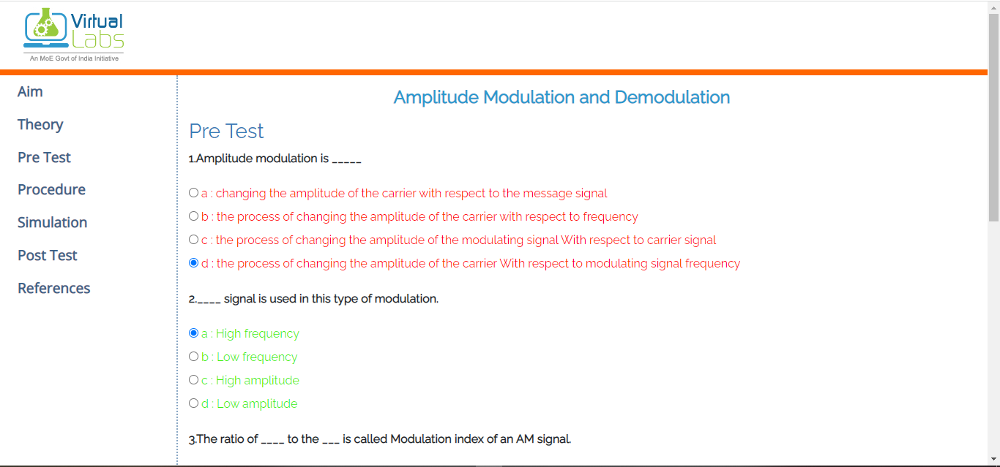 Virtual
Labs
An MoE Govt of India Initiative
Aim
Theory
Pre Test
Procedure
Simulation
Post Test
References
Amplitude Modulation and Demodulation
Pre Test
1.Amplitude modulation is _____
a : changing the amplitude of the carrier with respect to the message signal
b : the process of changing the amplitude of the carrier with respect to frequency
c : the process of changing the amplitude of the modulating signal With respect to carrier signal
d : the process of changing the amplitude of the carrier With respect to modulating signal frequency
2.____ signal is used in this type of modulation.
a : High frequency
b : Low frequency
c : High amplitude
d : Low amplitude
3.The ratio of ____ to the ___ is called Modulation index of an AM signal.